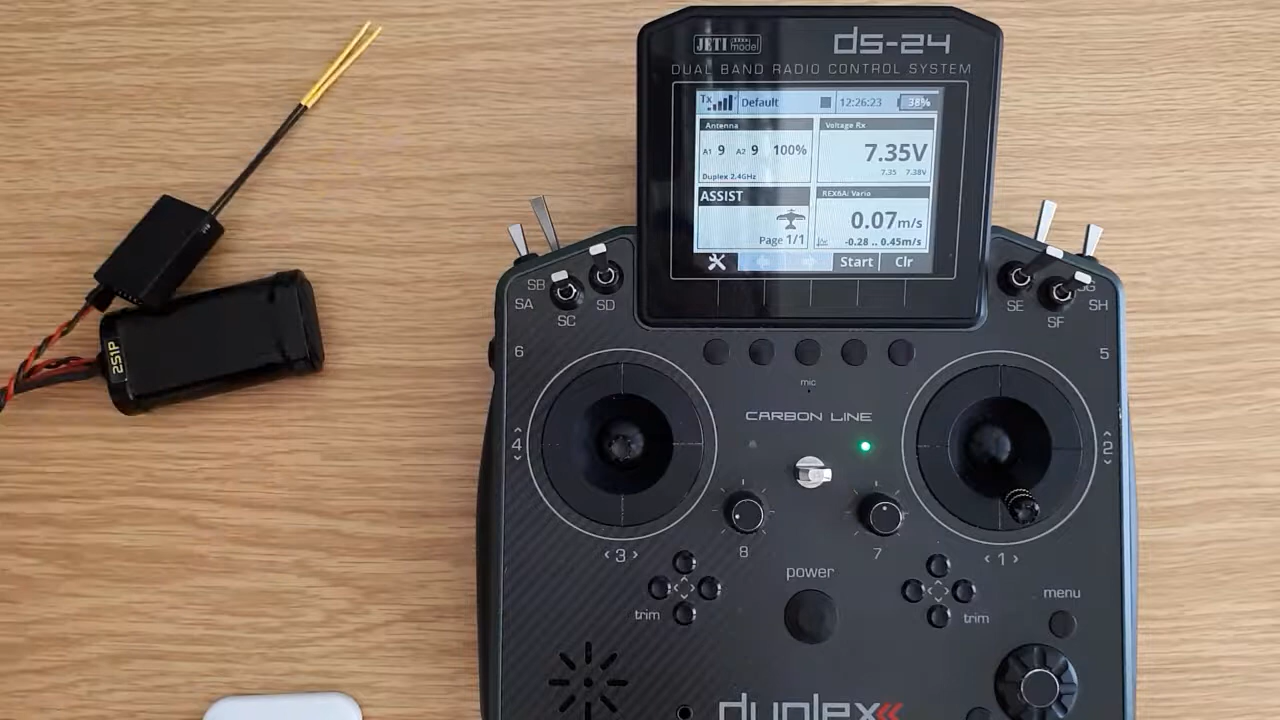 JETI model
ds-24
DUAL BAND RADIO CONTROL SYSTEM
Tx Default 12:26:23 38%
Antenna
A1 9 A2 9 100%
Duplex 2.4GHz
Voltage Rx
7.35V
7.35 7.38V
ASSIST
Page 1/1
REX6A: Vario
0.07m/s
-0.28 .. 0.45m/s
Start Clr
SB
SA
SD
SC
SE
SG
SH
SF
6
5
mic
CARBON LINE
4
2
8
7
‹3›
‹1›
power
trim
trim
menu
duplex
2S1P